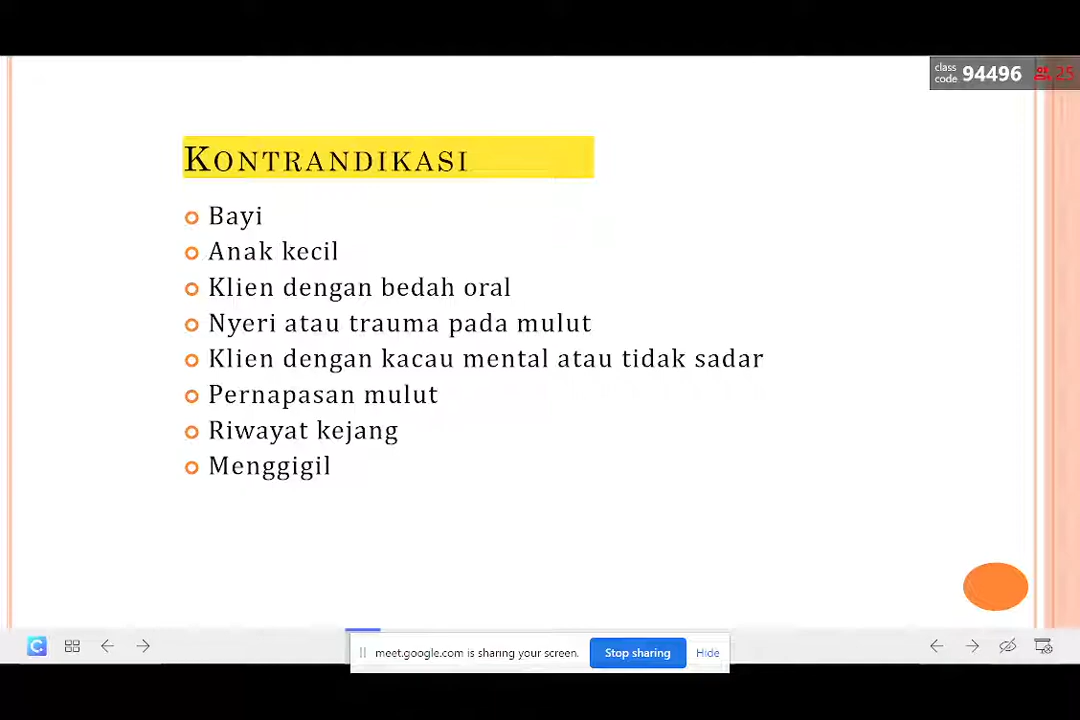 class
code 94496 25
KONTRANDIKASI
Bayi
Anak kecil
Klien dengan bedah oral
Nyeri atau trauma pada mulut
Klien dengan kacau mental atau tidak sadar
Pernapasan mulut
Riwayat kejang
Menggigil
meet.google.com is sharing your screen. Stop sharing Hide